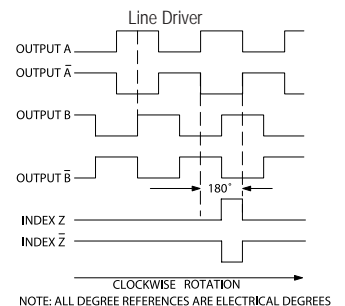 Line Driver
OUTPUT A
OUTPUT A̅
OUTPUT B
OUTPUT B̅
180°
INDEX Z
INDEX Z̅
CLOCKWISE ROTATION
NOTE: ALL DEGREE REFERENCES ARE ELECTRICAL DEGREES